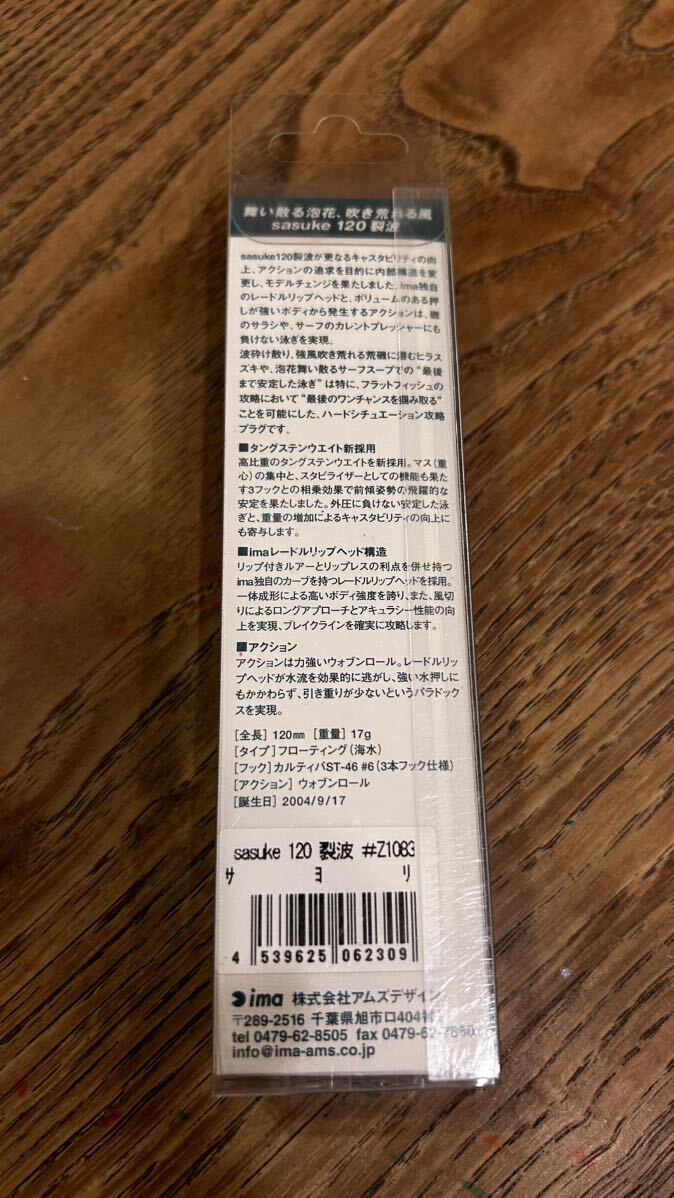 舞い散る泡花、吹き荒れる風
sasuke 120 裂波
sasuke120裂波が更なるキャスタビリティの向
上、アクションの追求を目的に内部構造を変
更し、モデルチェンジを果たしました。ima独自
のレードルリップヘッドと、ボリュームのある押
しが強いボディから発生するアクションは、磯
のサラシや、サーフのカレントプレッシャーにも
負けない泳ぎを実現。
波砕け散り、強風吹き荒れる荒磯に潜むヒラス
ズキや、泡花舞い散るサーフスープでの“最後
まで安定した泳ぎ”は特に、フラットフィッシュの
攻略において“最後のワンチャンスを掴み取る”
ことを可能にした、ハードシチュエーション攻略
プラグです。
■タングステンウエイト新採用
高比重のタングステンウエイトを新採用。マス(重
心)の集中と、スタビライザーとしての機能も果た
す3フックとの相乗効果で前傾姿勢の飛躍的な
安定を果たしました。外圧に負けない安定した泳
ぎと、重量の増加によるキャスタビリティの向上に
も寄与します。
■imaレードルリップヘッド構造
リップ付きルアーとリップレスの利点を併せ持つ
ima独自のカーブを持つレードルリップヘッドを採用。
一体成形による高いボディ強度を誇り、また、風切
りによるロングアプローチとアキュラシー性能の向
上を実現、ブレイクラインを確実に攻略します。
■アクション
アクションは力強いウォブンロール。レードルリッ
プヘッドが水流を効果的に逃がし、強い水押しに
もかかわらず、引き重りが少ないというパラドック
スを実現。
[全長] 120mm [重量] 17g
[タイプ] フローティング(海水)
[フック] カルティバST-46 #6(3本フック仕様)
[アクション] ウォブンロール
[誕生日] 2004/9/17
sasuke 120 裂波 #Z1083
サヨリ
4 539625 062309
ima 株式会社アムズデザイン
〒289-2516 千葉県旭市ロ404番1
tel 0479-62-8505 fax 0479-62-7890
info@ima-ams.co.jp